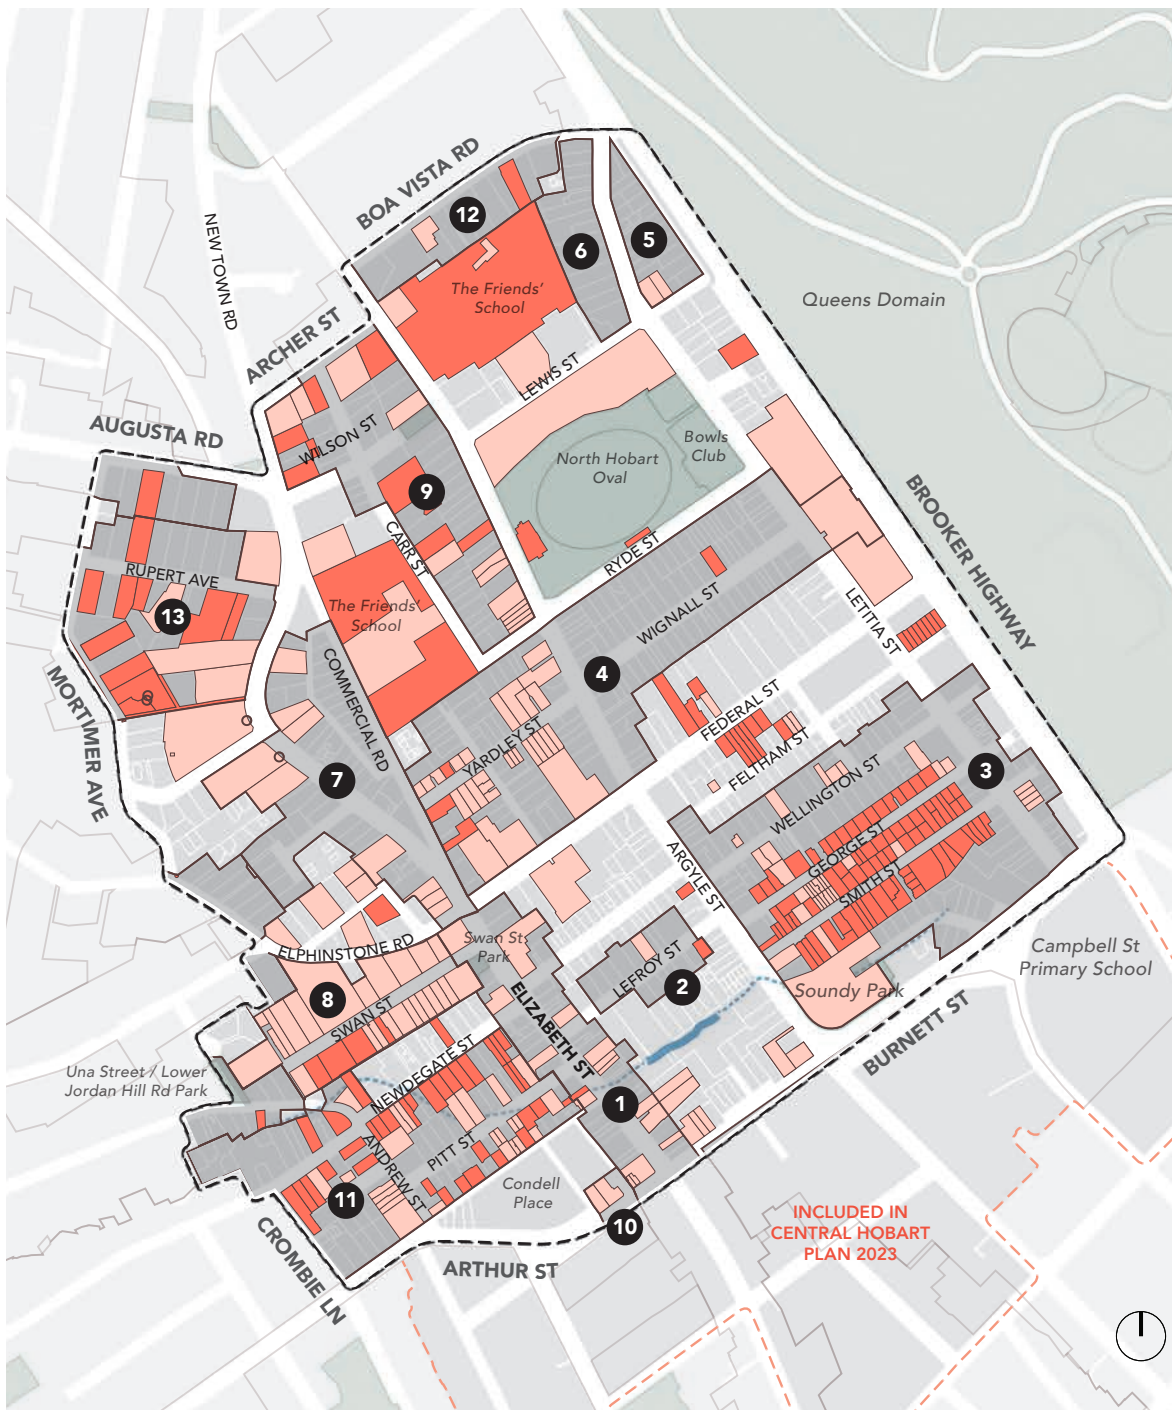 BOA VISTA RD
12
6
5
NEW TOWN RD
The Friends'
School
Queens Domain
ARCHER ST
LEWIS ST
AUGUSTA RD
WILSON ST
Bowls
Club
North Hobart
Oval
9
BROOKER HIGHWAY
CARR ST
RYDE ST
RUPERT AVE
13
The Friends'
School
WIGNALL ST
LETITIA ST
COMMERCIAL RD
4
MORTIMER AVE
FEDERAL ST
YARDLEY ST
FELTHAM ST
7
3
WELLINGTON ST
GEORGE ST
SMITH ST
ARGYLE ST
ELPHINSTONE RD
Swan St
Park
Campbell St
Primary School
LEFROY ST
2
8
SWAN ST
ELIZABETH ST
Soundy Park
BURNETT ST
Una Street / Lower
Jordan Hill Rd Park
NEWDEGATE ST
1
PITT ST
ANDREW ST
11
Condell
Place
10
INCLUDED IN
CENTRAL HOBART
PLAN 2023
CROMBIE LN
ARTHUR ST